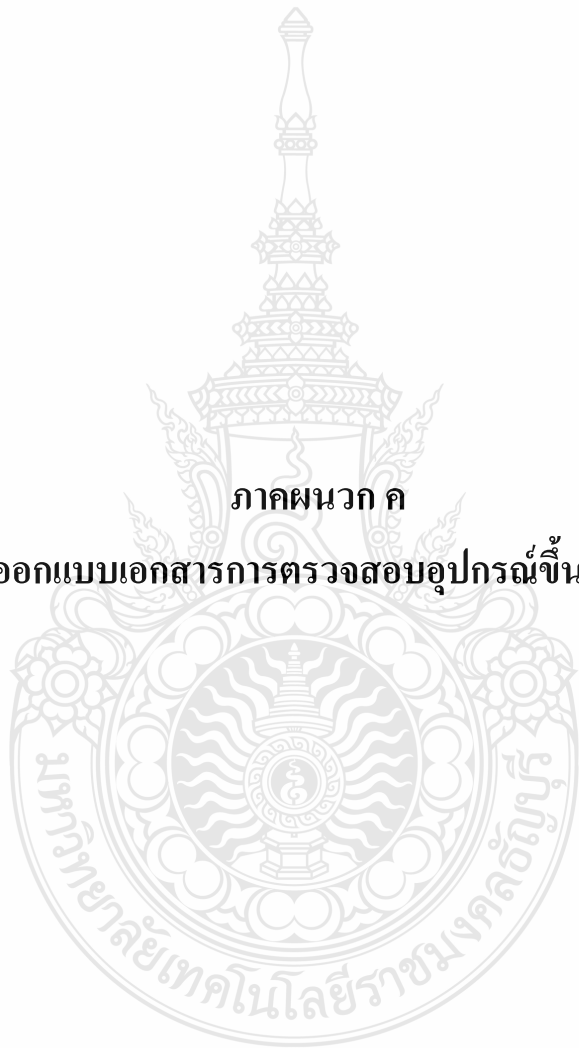 ภาคผนวก ค
ออกแบบเอกสารการตรวจสอบอุปกรณ์ขึ้น
มหาวิทยาลัยเทคโนโลยีราชมงคลธัญบุรี